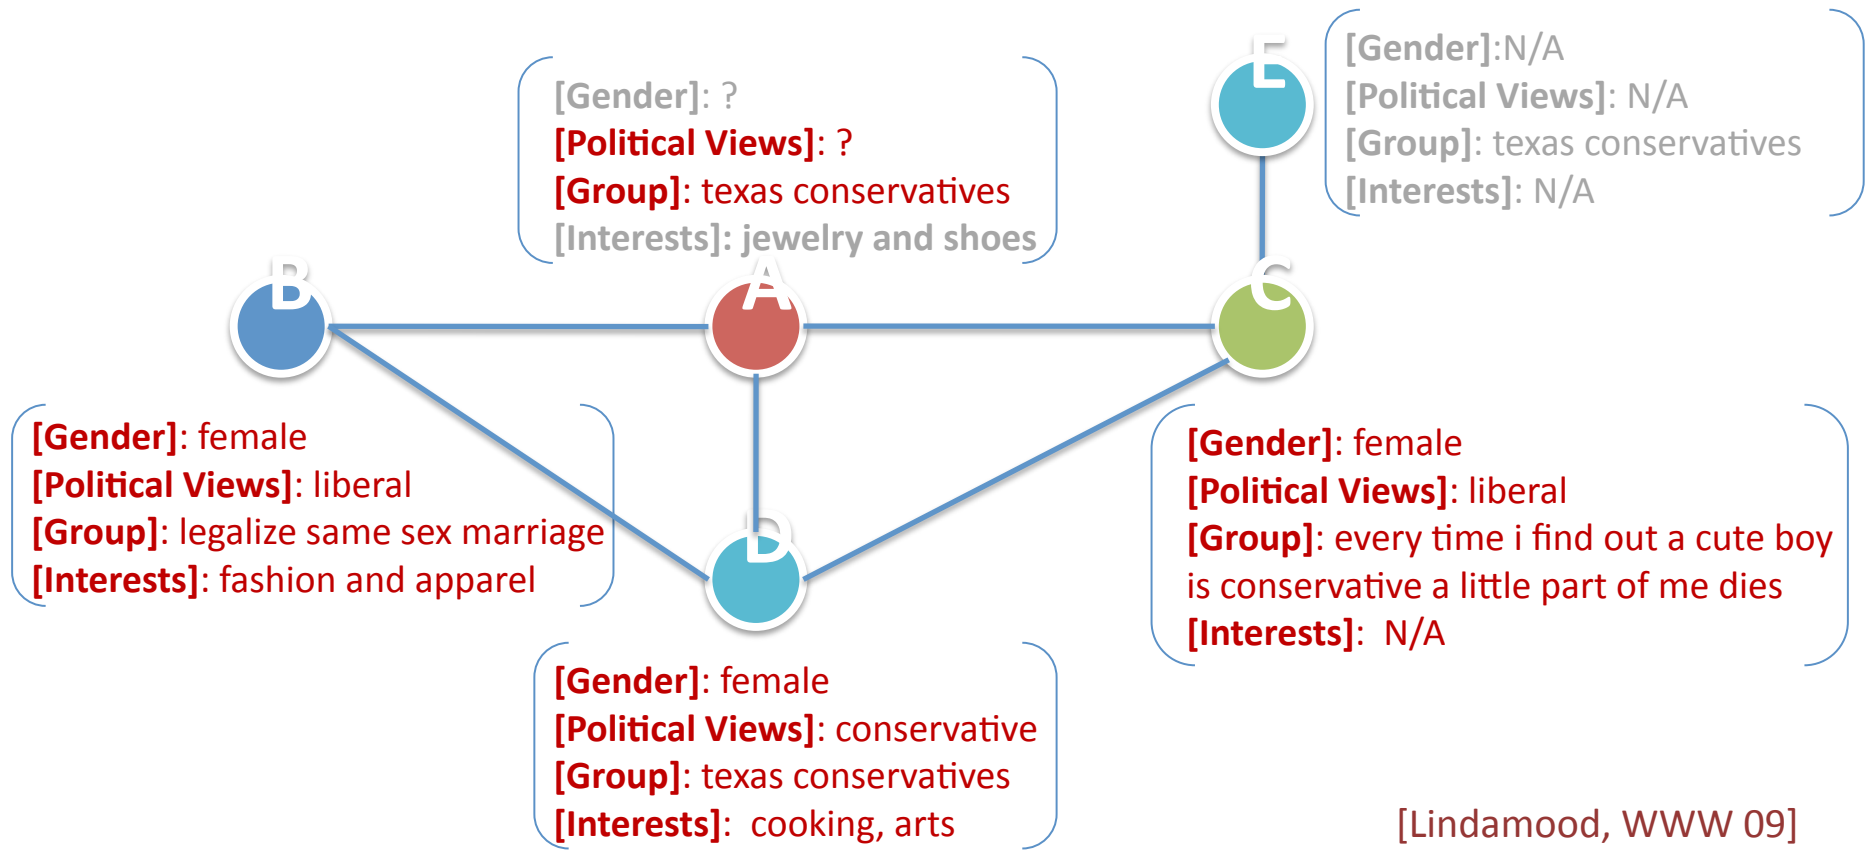 E
[Gender]:N/A
[Political Views]: N/A
[Group]: texas conservatives
[Interests]: N/A
[Gender]: ?
[Political Views]: ?
[Group]: texas conservatives
[Interests]: jewelry and shoes
B
A
C
[Gender]: female
[Political Views]: liberal
[Group]: legalize same sex marriage
[Interests]: fashion and apparel
[Gender]: female
[Political Views]: liberal
[Group]: every time i find out a cute boy
is conservative a little part of me dies
[Interests]: N/A
D
[Gender]: female
[Political Views]: conservative
[Group]: texas conservatives
[Interests]: cooking, arts
[Lindamood, WWW 09]